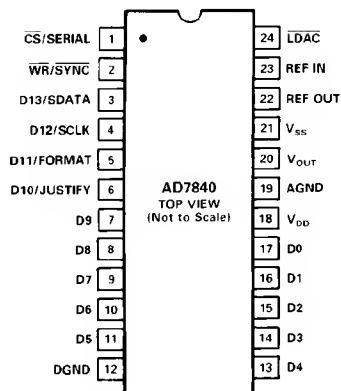 CS/SERIAL 1
WR/SYNC 2
D13/SDATA 3
D12/SCLK 4
D11/FORMAT 5
D10/JUSTIFY 6
D9 7
D8 8
D7 9
D6 10
D5 11
DGND 12
AD7840
TOP VIEW
(Not to Scale)
24 LDAC
23 REF IN
22 REF OUT
21 VSS
20 VOUT
19 AGND
18 VDD
17 D0
16 D1
15 D2
14 D3
13 D4